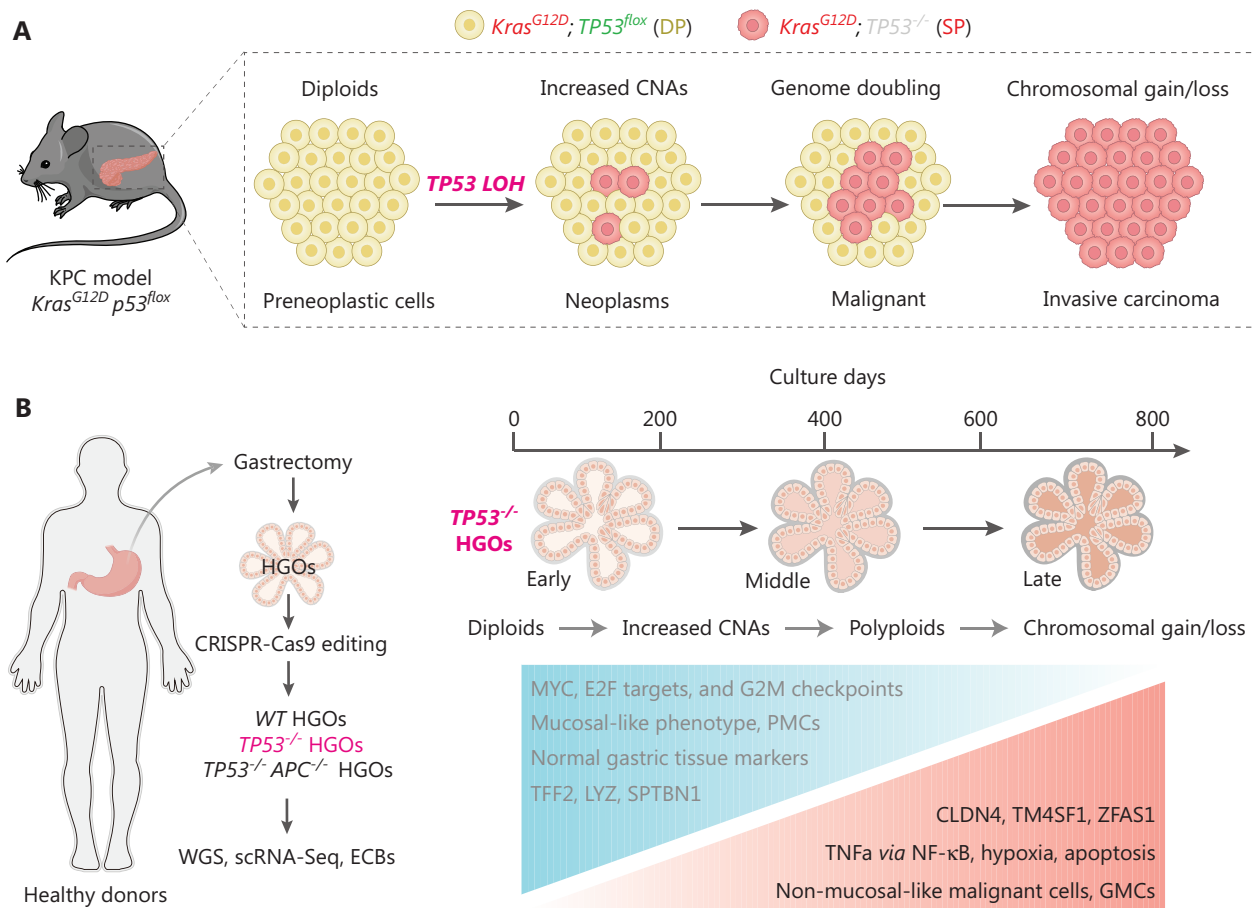 A
Kras^G12D; TP53^flox (DP)
Kras^G12D; TP53^-/- (SP)
Diploids
Increased CNAs
Genome doubling
Chromosomal gain/loss
TP53 LOH
KPC model
Kras^G12D p53^flox
Preneoplastic cells
Neoplasms
Malignant
Invasive carcinoma
B
Gastrectomy
HGOs
CRISPR-Cas9 editing
WT HGOs
TP53^-/- HGOs
TP53^-/- APC^-/- HGOs
WGS, scRNA-Seq, ECBs
Healthy donors
Culture days
0 200 400 600 800
TP53^-/-
HGOs
Early
Middle
Late
Diploids
Increased CNAs
Polyploids
Chromosomal gain/loss
MYC, E2F targets, and G2M checkpoints
Mucosal-like phenotype, PMCs
Normal gastric tissue markers
TFF2, LYZ, SPTBN1
CLDN4, TM4SF1, ZFAS1
TNFa via NF-κB, hypoxia, apoptosis
Non-mucosal-like malignant cells, GMCs